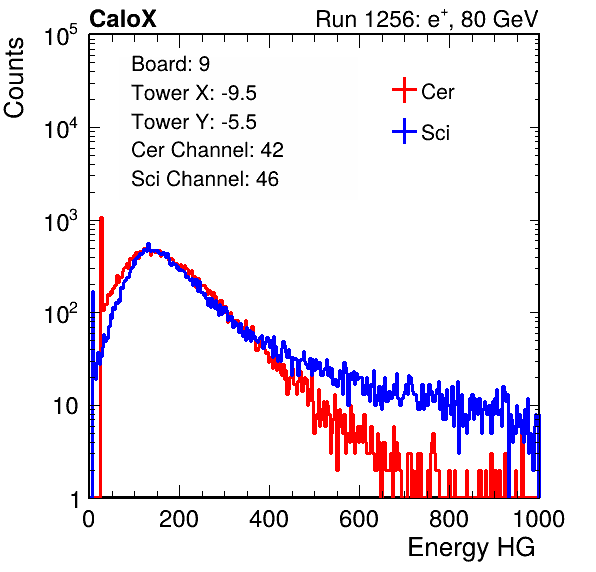 CaloX Run 1256: e⁺, 80 GeV
Counts
Board: 9
Tower X: -9.5
Tower Y: -5.5
Cer Channel: 42
Sci Channel: 46
Cer
Sci
10⁵
10⁴
10³
10²
10
1
0 200 400 600 800 1000
Energy HG